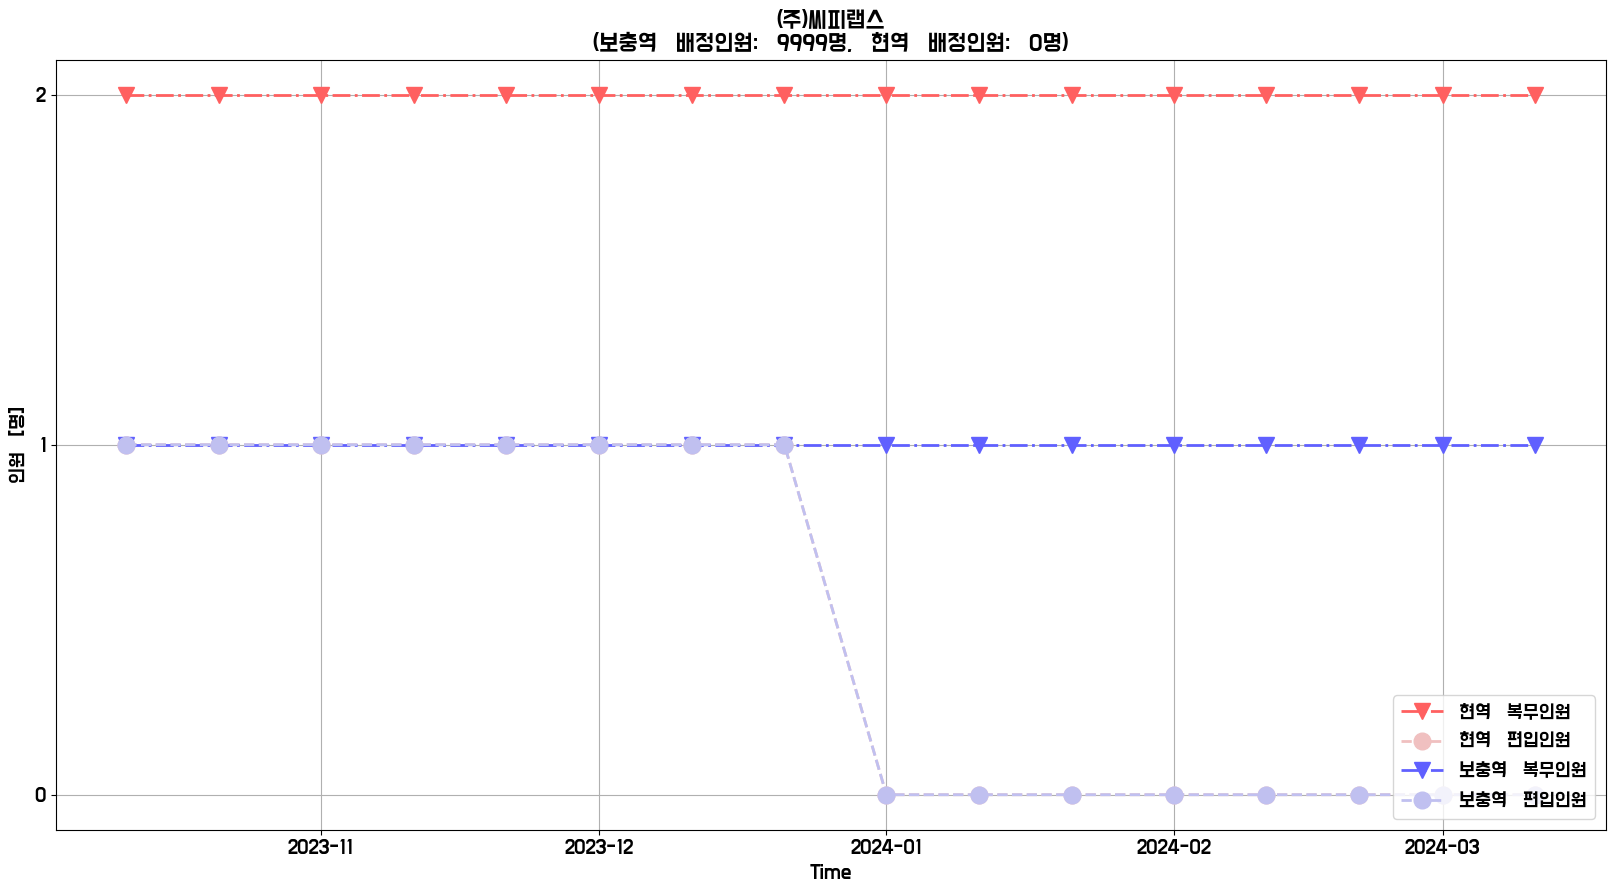 (주)씨피랩스
(보충역 배정인원: 9999명, 현역 배정인원: 0명)
2
1
0
인원 [명]
현역 복무인원
현역 편입인원
보충역 복무인원
보충역 편입인원
2023-11 2023-12 2024-01 2024-02 2024-03
Time